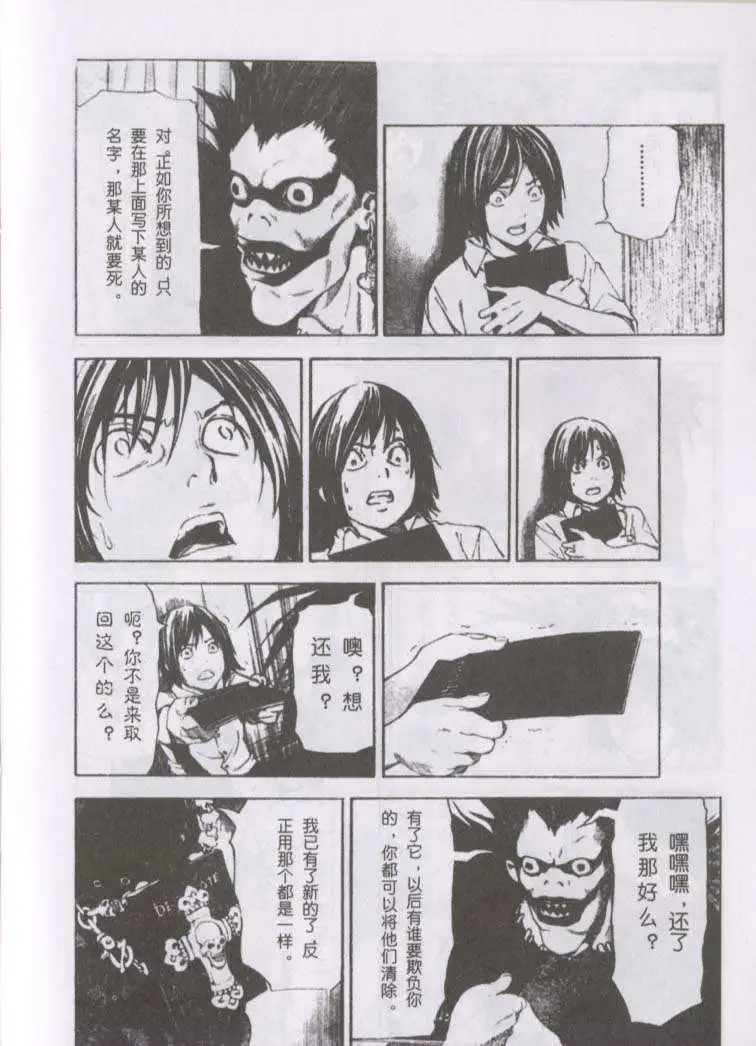 …………
对。正如你所想到的 只
要在那上面写下某人的
名字，那某人就要死。
噢？想
还我？
呃？你不是来取
回这个的么？
嘿嘿嘿，还了
我那好么？
有了它，以后有谁要欺负你
的，你都可以将他们清除。
我已有了新的了 反
正用那个都是一样。
DE
TE